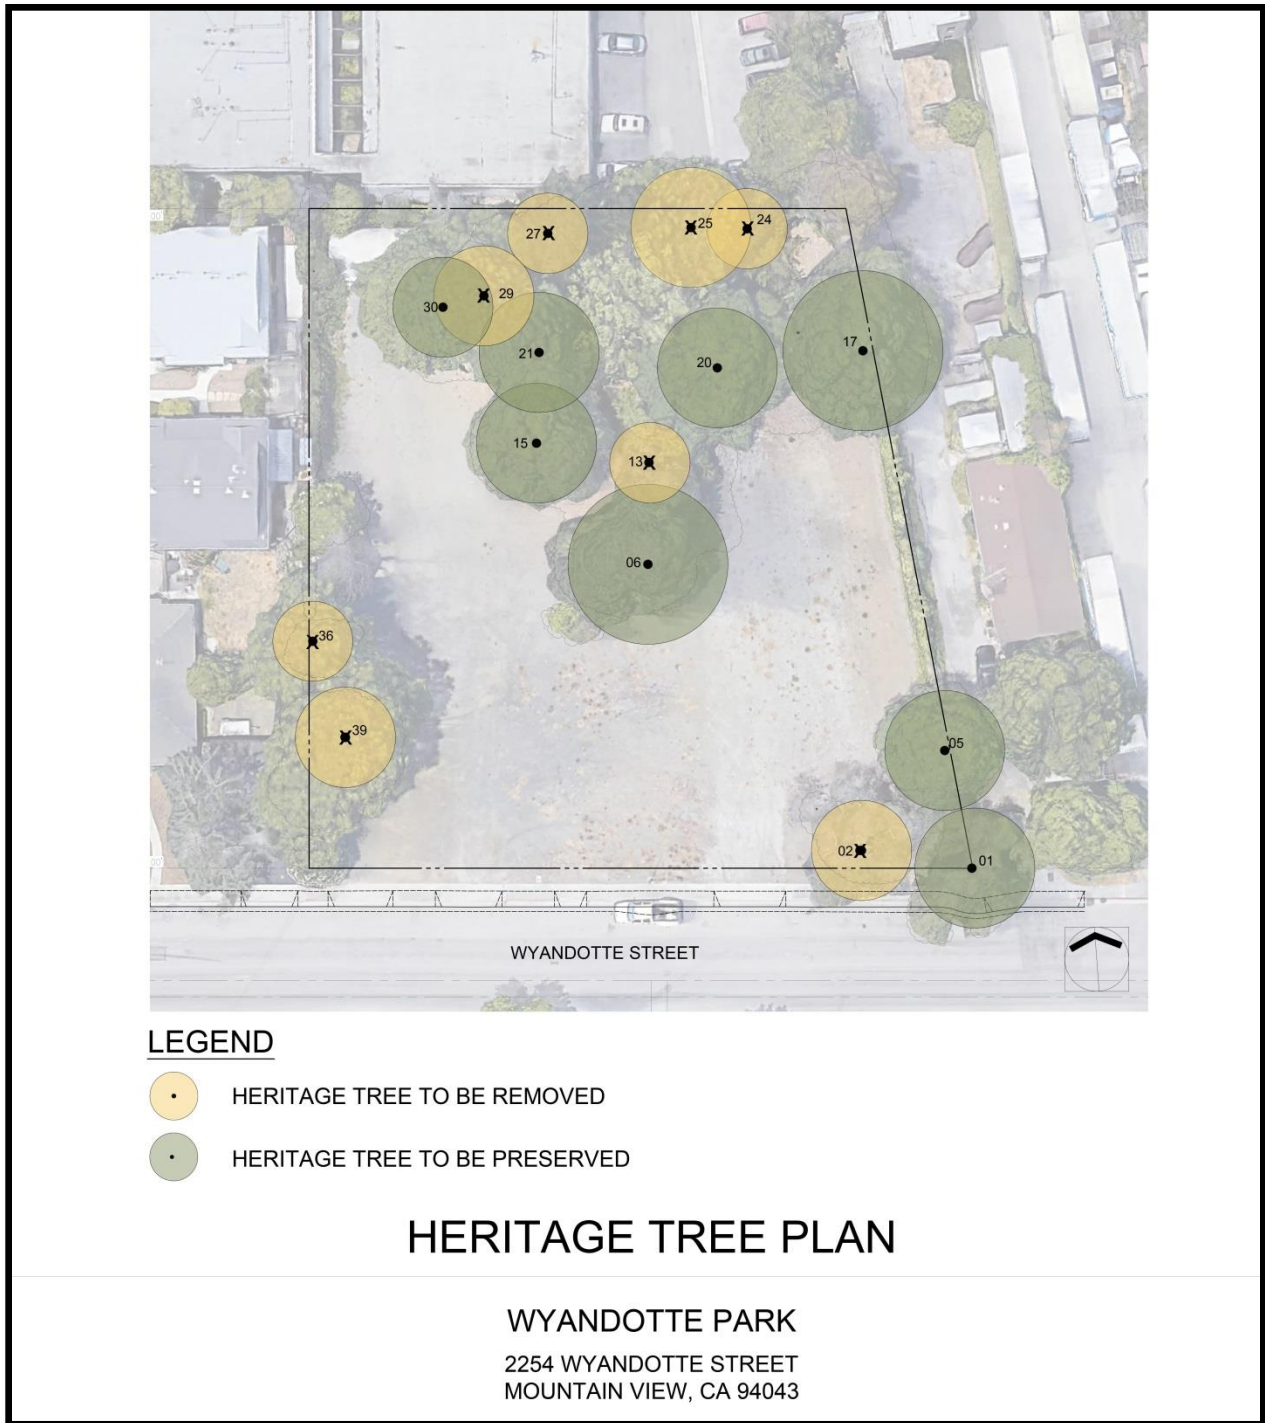 25
24
27
29
30
21
20
17
15
13
06
36
39
05
02
01
WYANDOTTE STREET
LEGEND
HERITAGE TREE TO BE REMOVED
HERITAGE TREE TO BE PRESERVED
HERITAGE TREE PLAN
WYANDOTTE PARK
2254 WYANDOTTE STREET
MOUNTAIN VIEW, CA 94043